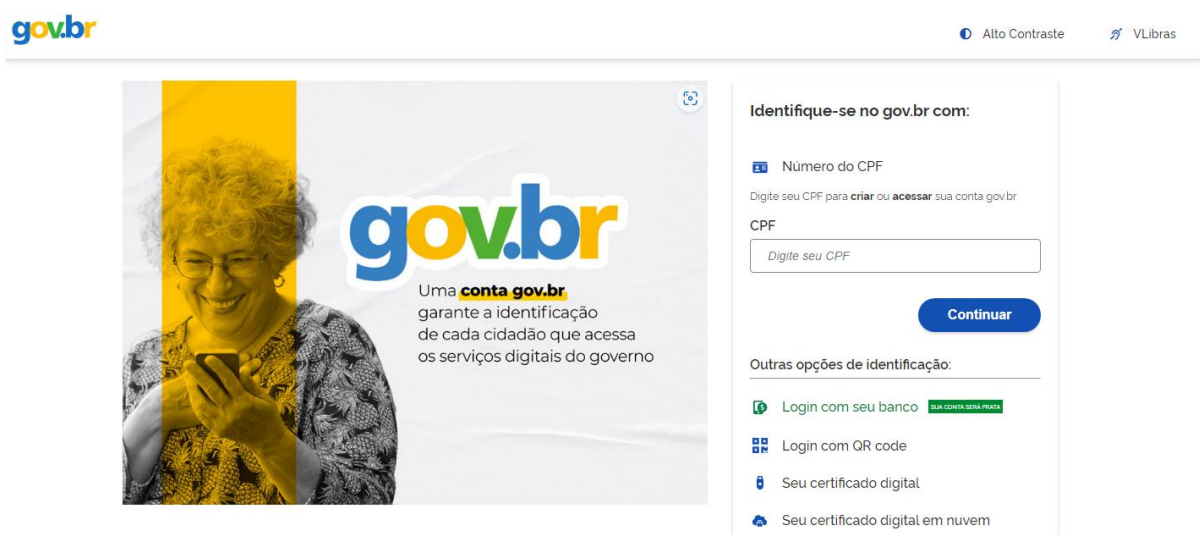 gov.br
Alto Contraste
VLibras
gov.br
Uma conta gov.br
garante a identificação
de cada cidadão que acessa
os serviços digitais do governo
Identifique-se no gov.br com:
Número do CPF
Digite seu CPF para criar ou acessar sua conta gov.br
CPF
Digite seu CPF
Continuar
Outras opções de identificação:
Login com seu banco SUA CONTA SERÁ PRATA
Login com QR code
Seu certificado digital
Seu certificado digital em nuvem